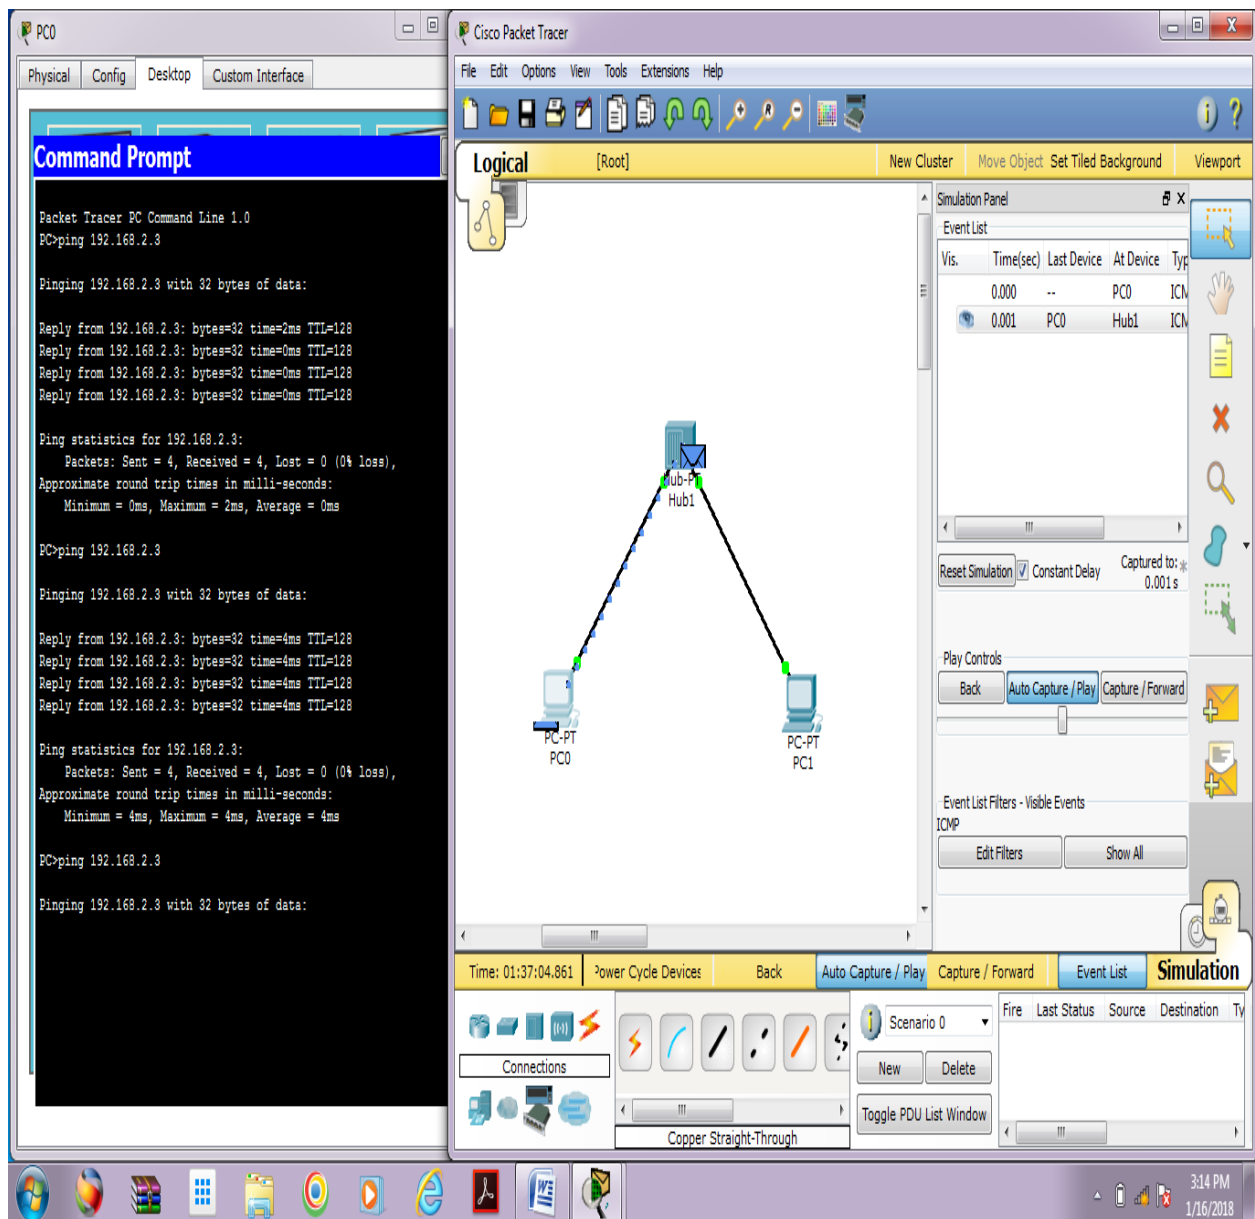 PC0
Physical Config Desktop Custom Interface
Command Prompt
Packet Tracer PC Command Line 1.0
PC>ping 192.168.2.3
Pinging 192.168.2.3 with 32 bytes of data:
Reply from 192.168.2.3: bytes=32 time=2ms TTL=128
Reply from 192.168.2.3: bytes=32 time=0ms TTL=128
Reply from 192.168.2.3: bytes=32 time=0ms TTL=128
Reply from 192.168.2.3: bytes=32 time=0ms TTL=128
Ping statistics for 192.168.2.3:
Packets: Sent = 4, Received = 4, Lost = 0 (0% loss),
Approximate round trip times in milli-seconds:
Minimum = 0ms, Maximum = 2ms, Average = 0ms
PC>ping 192.168.2.3
Pinging 192.168.2.3 with 32 bytes of data:
Reply from 192.168.2.3: bytes=32 time=4ms TTL=128
Reply from 192.168.2.3: bytes=32 time=4ms TTL=128
Reply from 192.168.2.3: bytes=32 time=4ms TTL=128
Reply from 192.168.2.3: bytes=32 time=4ms TTL=128
Ping statistics for 192.168.2.3:
Packets: Sent = 4, Received = 4, Lost = 0 (0% loss),
Approximate round trip times in milli-seconds:
Minimum = 4ms, Maximum = 4ms, Average = 4ms
PC>ping 192.168.2.3
Pinging 192.168.2.3 with 32 bytes of data:
Cisco Packet Tracer
File Edit Options View Tools Extensions Help
Logical [Root] New Cluster Move Object Set Tiled Background Viewport
Hub-PT
Hub1
PC-PT
PC0
PC-PT
PC1
Simulation Panel
Event List
Vis. Time(sec) Last Device At Device Typ
0.000 -- PC0 ICM
0.001 PC0 Hub1 ICM
Reset Simulation Constant Delay Captured to: *
0.001 s
Play Controls
Back Auto Capture / Play Capture / Forward
Event List Filters - Visible Events
ICMP
Edit Filters Show All
Time: 01:37:04.861 Power Cycle Devices Back Auto Capture / Play Capture / Forward Event List Simulation
Connections
Copper Straight-Through
Scenario 0
New Delete
Toggle PDU List Window
Fire Last Status Source Destination Ty
3:14 PM
1/16/2018